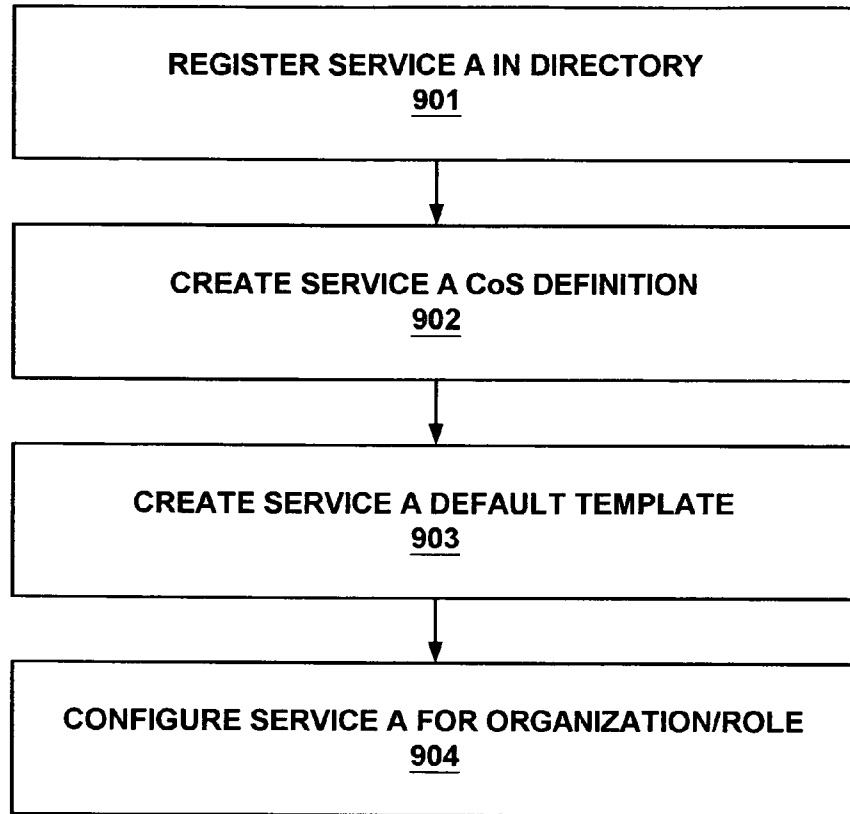 REGISTER SERVICE A IN DIRECTORY
901
CREATE SERVICE A CoS DEFINITION
902
CREATE SERVICE A DEFAULT TEMPLATE
903
CONFIGURE SERVICE A FOR ORGANIZATION/ROLE
904